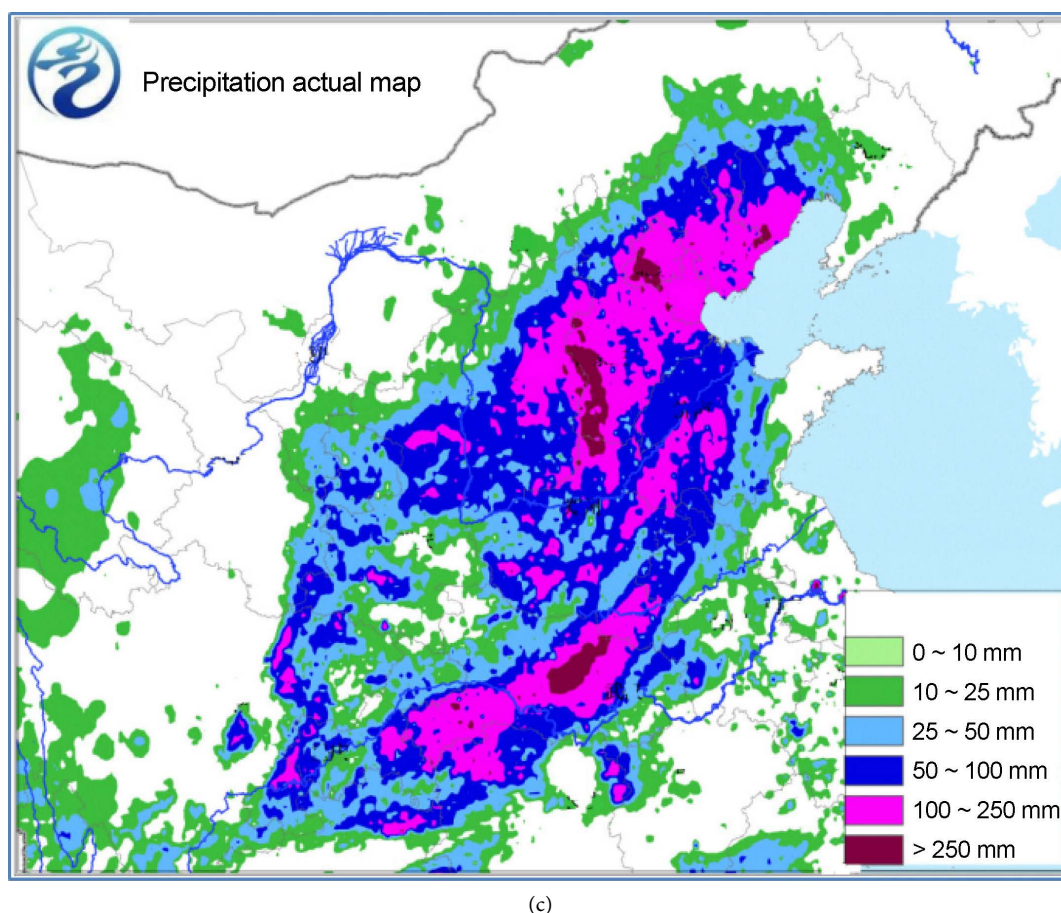 Precipitation actual map
0 ~ 10 mm
10 ~ 25 mm
25 ~ 50 mm
50 ~ 100 mm
100 ~ 250 mm
> 250 mm
(c)